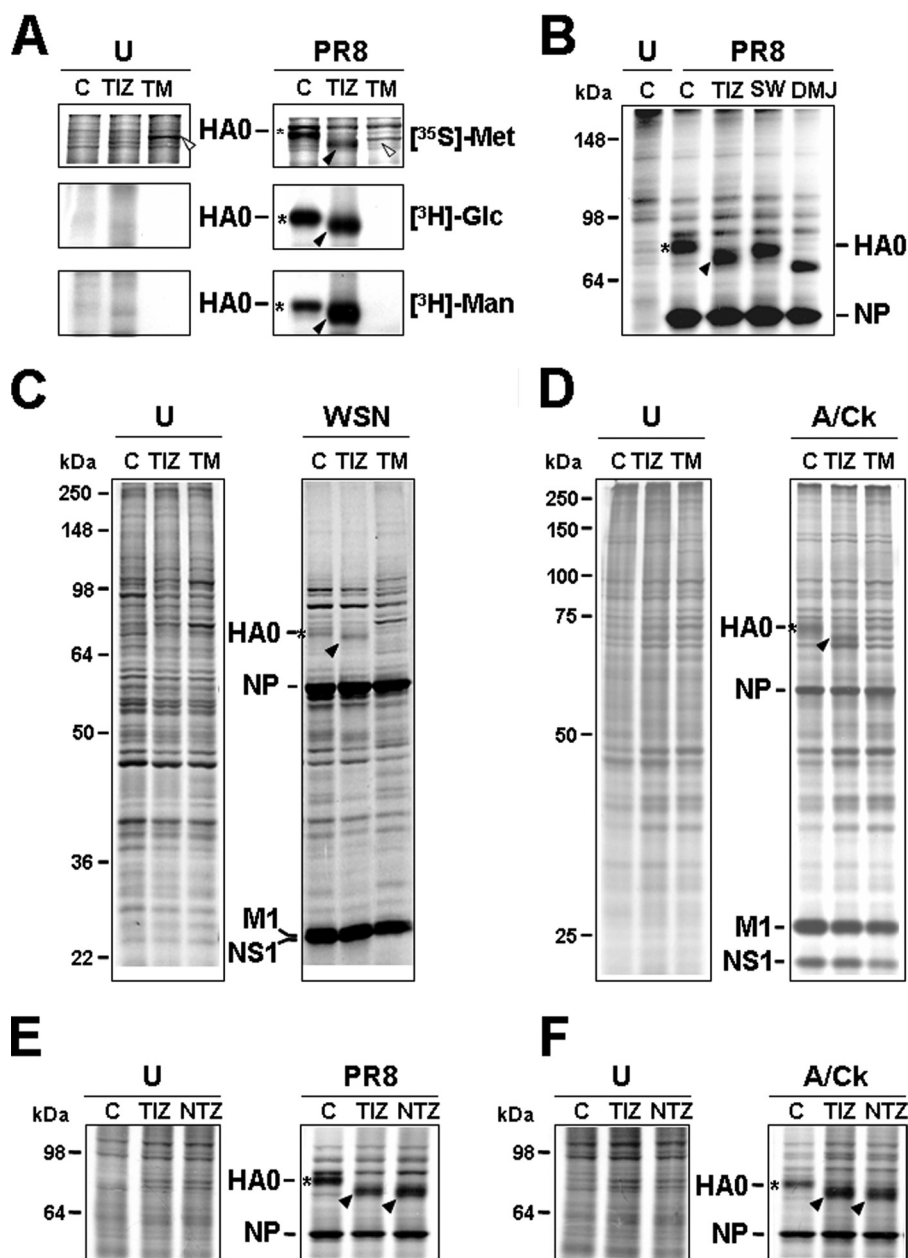 A
U
PR8
C TIZ TM
C TIZ TM
HA0
*
[³⁵S]-Met
HA0
*
[³H]-Glc
HA0
*
[³H]-Man
B
U
PR8
kDa
C
C TIZ SW DMJ
148
98
64
*
HA0
NP
C
U
WSN
kDa
C TIZ TM
C TIZ TM
250
148
98
64
50
36
22
HA0
*
NP
M1
NS1
D
U
A/Ck
kDa
C TIZ TM
C TIZ TM
250
150
100
75
50
25
HA0
*
NP
M1
NS1
E
U
PR8
kDa
C TIZ NTZ
C TIZ NTZ
98
64
HA0
*
NP
F
U
A/Ck
kDa
C TIZ NTZ
C TIZ NTZ
98
64
HA0
*
NP